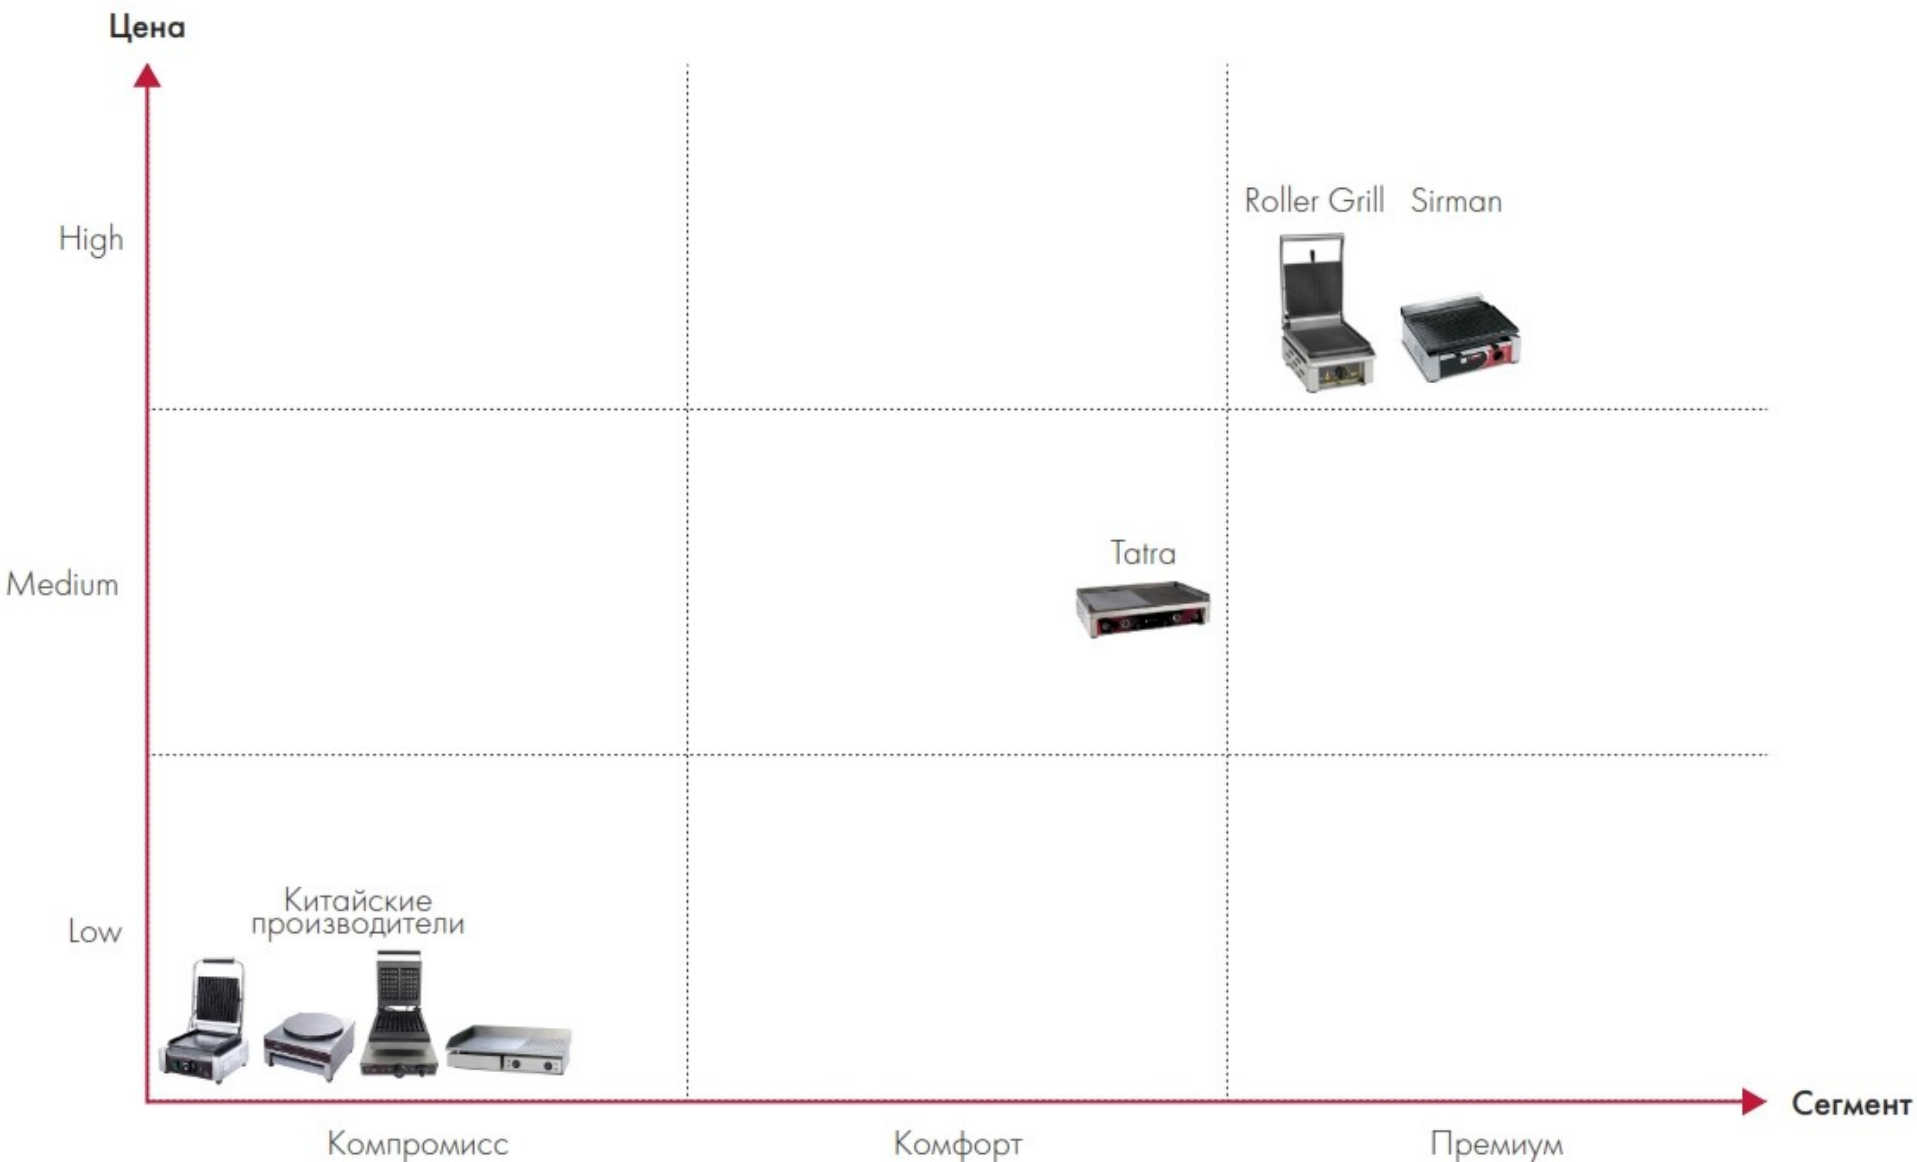 Цена
Roller Grill Sirman
High
Tatra
Medium
Китайские
производители
Low
Сегмент
Компромисс Комфорт Премиум